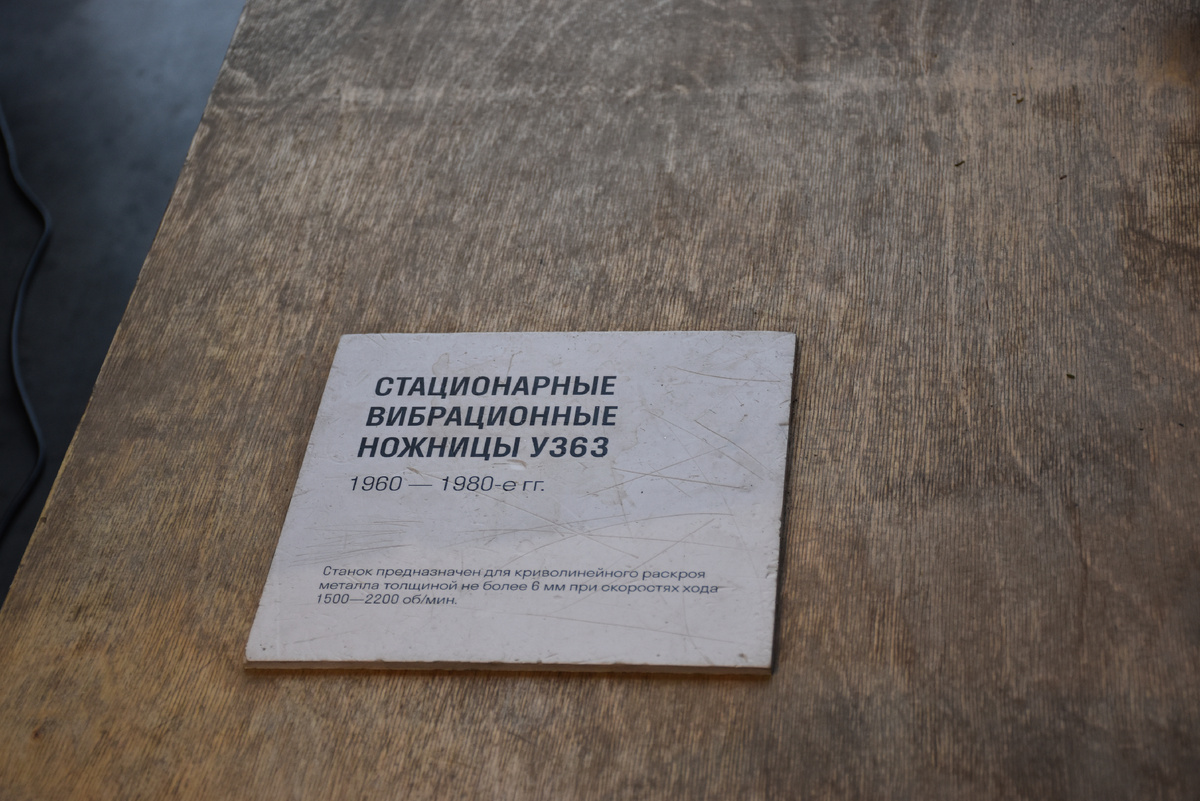 СТАЦИОНАРНЫЕ
ВИБРАЦИОННЫЕ
НОЖНИЦЫ У363
1960 — 1980-е гг.
Станок предназначен для криволинейного раскроя
металла толщиной не более 6 мм при скоростях хода
1500—2200 об/мин.